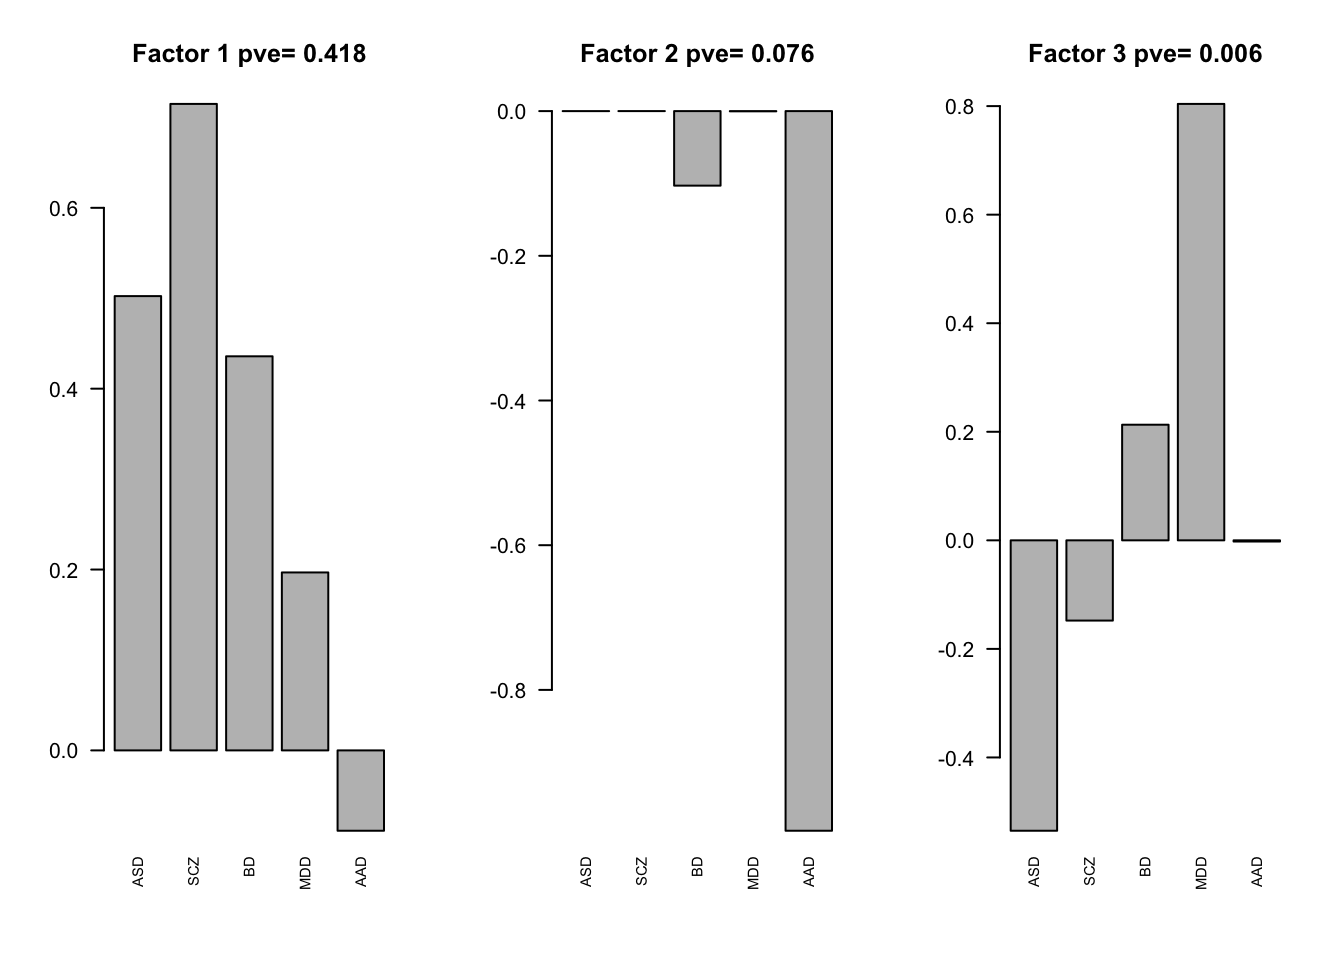 Factor 1 pve= 0.418
0.6
0.4
0.2
0.0
ASD
SCZ
BD
MDD
AAD
Factor 2 pve= 0.076
0.0
-0.2
-0.4
-0.6
-0.8
ASD
SCZ
BD
MDD
AAD
Factor 3 pve= 0.006
0.8
0.6
0.4
0.2
0.0
-0.2
-0.4
ASD
SCZ
BD
MDD
AAD